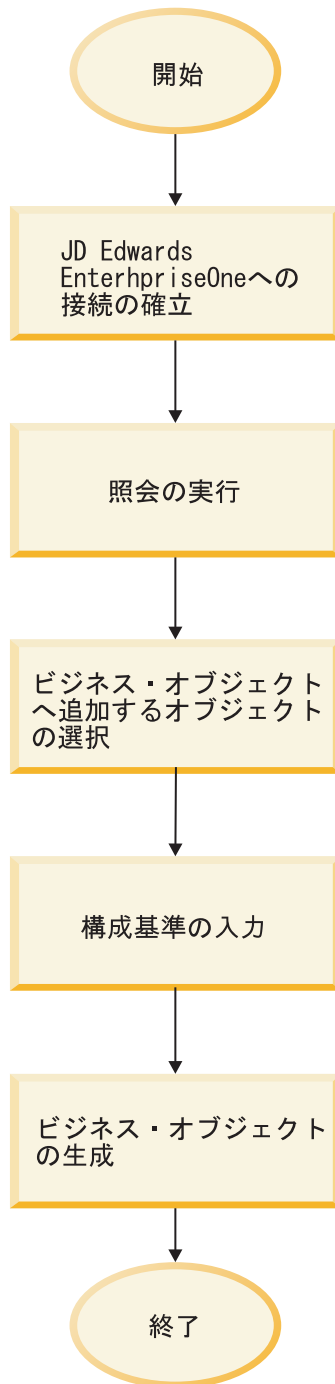 開始
JD Edwards
EnterhpriseOneへの
接続の確立
照会の実行
ビジネス・オブジェクト
へ追加するオブジェクト
の選択
構成基準の入力
ビジネス・オブジェクト
の生成
終了